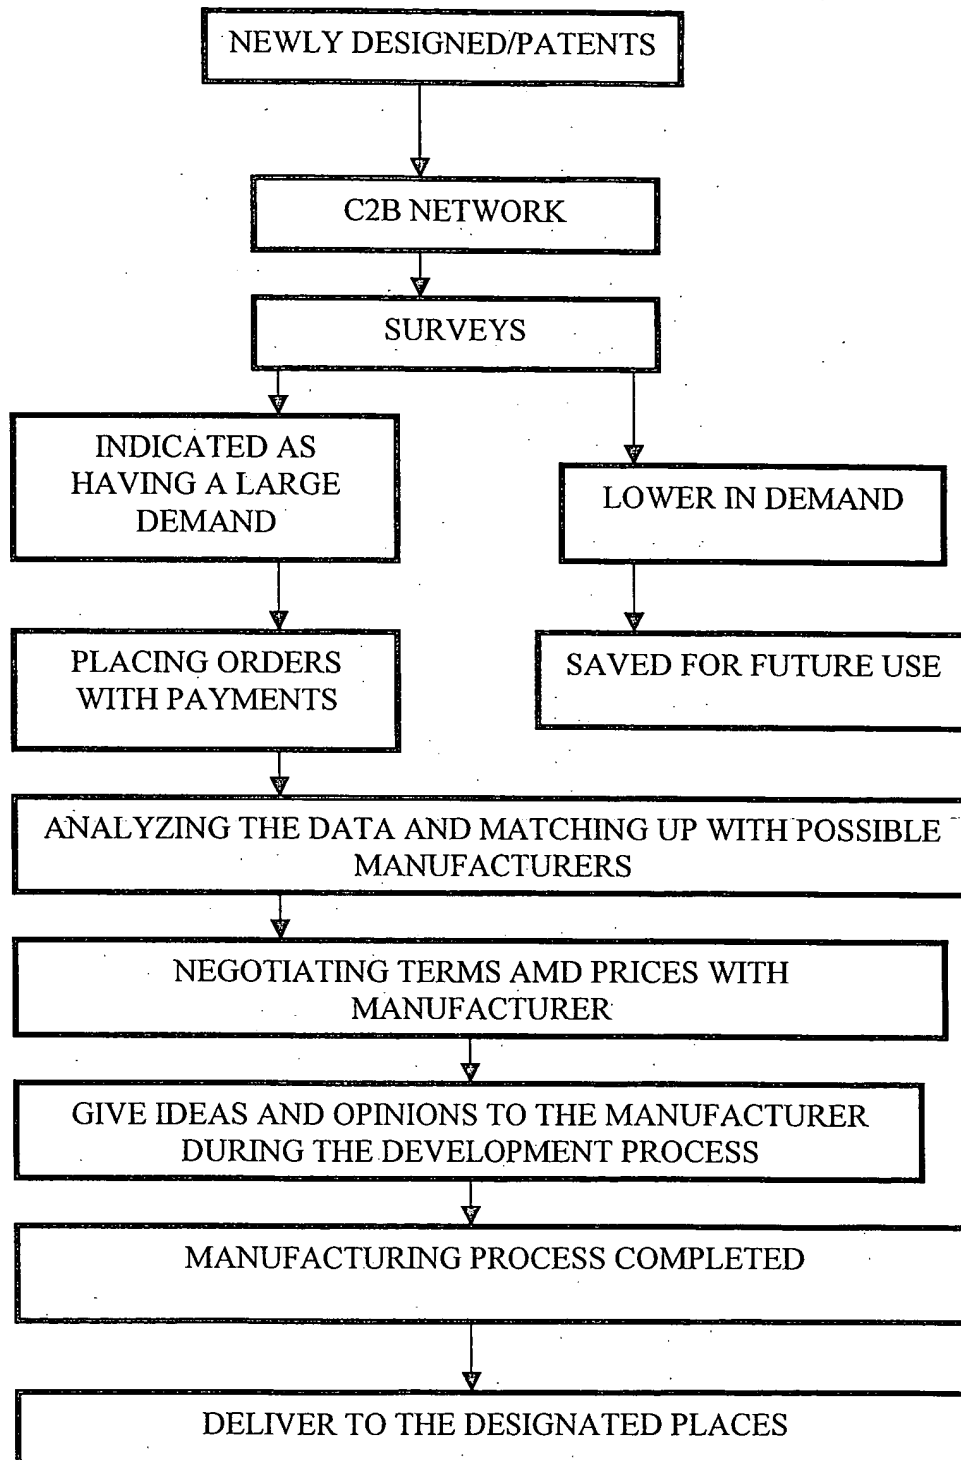 NEWLY DESIGNED/PATENTS
C2B NETWORK
SURVEYS
INDICATED AS
HAVING A LARGE
DEMAND
LOWER IN DEMAND
PLACING ORDERS
WITH PAYMENTS
SAVED FOR FUTURE USE
ANALYZING THE DATA AND MATCHING UP WITH POSSIBLE
MANUFACTURERS
NEGOTIATING TERMS AMD PRICES WITH
MANUFACTURER
GIVE IDEAS AND OPINIONS TO THE MANUFACTURER
DURING THE DEVELOPMENT PROCESS
MANUFACTURING PROCESS COMPLETED
DELIVER TO THE DESIGNATED PLACES